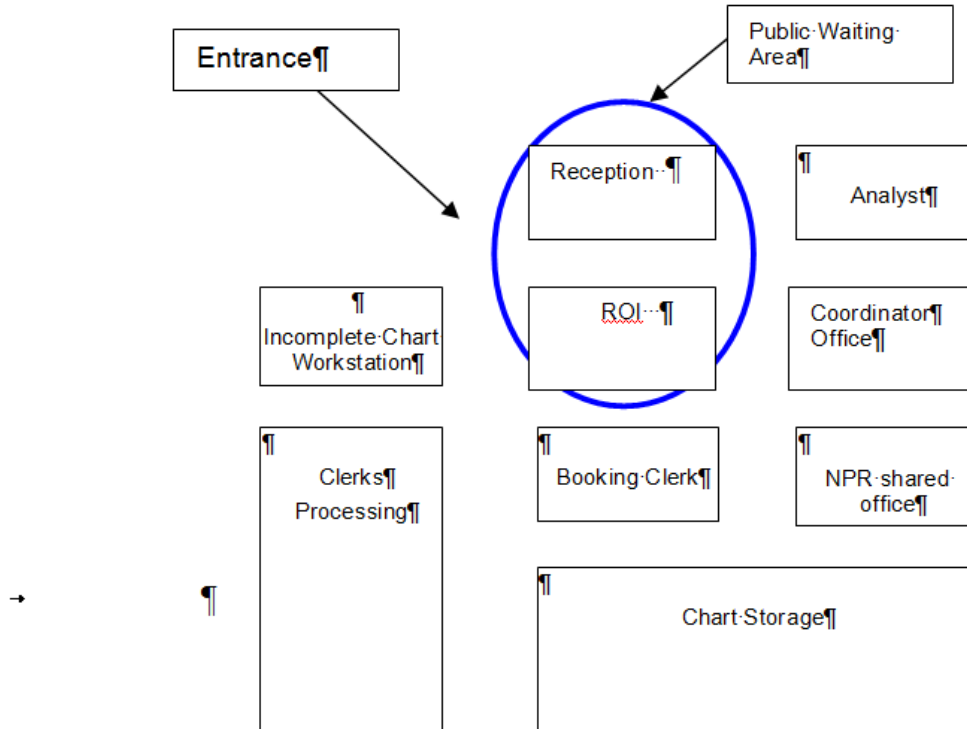 Public Waiting
Area
Entrance
Reception
Analyst
Incomplete Chart
Workstation
ROI
Coordinator
Office
Clerks
Processing
Booking Clerk
NPR shared
office
Chart Storage